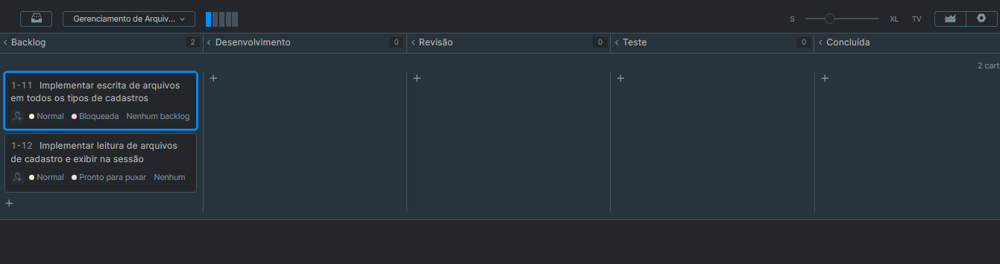 Gerenciamento de Arquiv...
S
XL
TV
Backlog
2
Desenvolvimento
0
Revisão
0
Teste
0
Concluída
2 cart
1-11 Implementar escrita de arquivos
em todos os tipos de cadastros
Normal
Bloqueada
Nenhum backlog
1-12 Implementar leitura de arquivos
de cadastro e exibir na sessão
Normal
Pronto para puxar
Nenhum